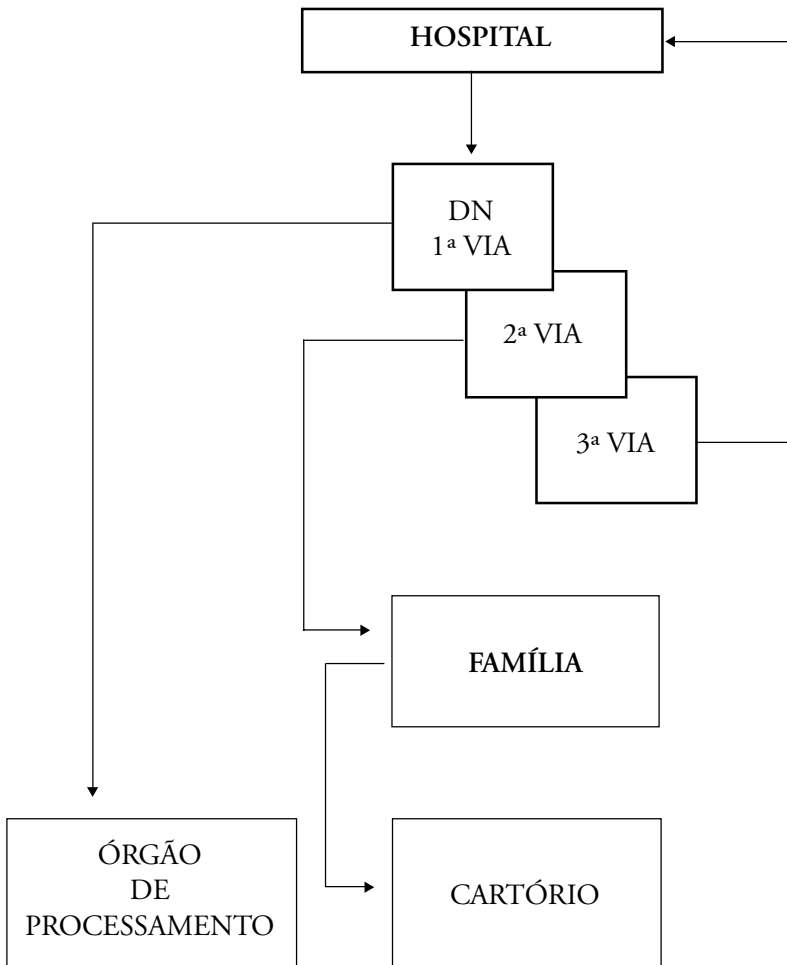 HOSPITAL
DN
1ª VIA
2ª VIA
3ª VIA
FAMÍLIA
ÓRGÃO
DE
PROCESSAMENTO
CARTÓRIO